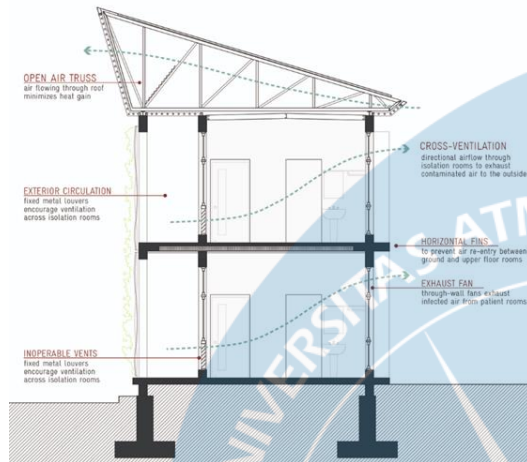 OPEN AIR TRUSS
air flowing through roof
minimizes heat gain
CROSS-VENTILATION
directional airflow through
isolation rooms to exhaust
contaminated air to the outside
EXTERIOR CIRCULATION
fixed metal louvers
encourage ventilation
across isolation rooms
HORIZONTAL FINS
to prevent air re-entry between
ground and upper floor rooms
EXHAUST FAN
through-wall fans exhaust
infected air from patient rooms
INOPERABLE VENTS
fixed metal louvers
encourage ventilation
across isolation rooms
UNIVERSITAS ATM